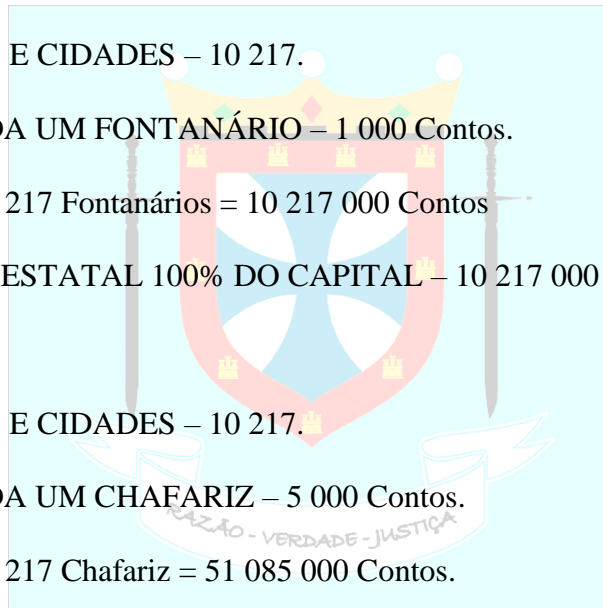 E CIDADES – 10 217.
DA UM FONTANÁRIO – 1 000 Contos.
217 Fontanários = 10 217 000 Contos
ESTATAL 100% DO CAPITAL – 10 217 000
E CIDADES – 10 217.
DA UM CHAFARIZ – 5 000 Contos.
RAZÃO - VERDADE - JUSTIÇA
217 Chafariz = 51 085 000 Contos.